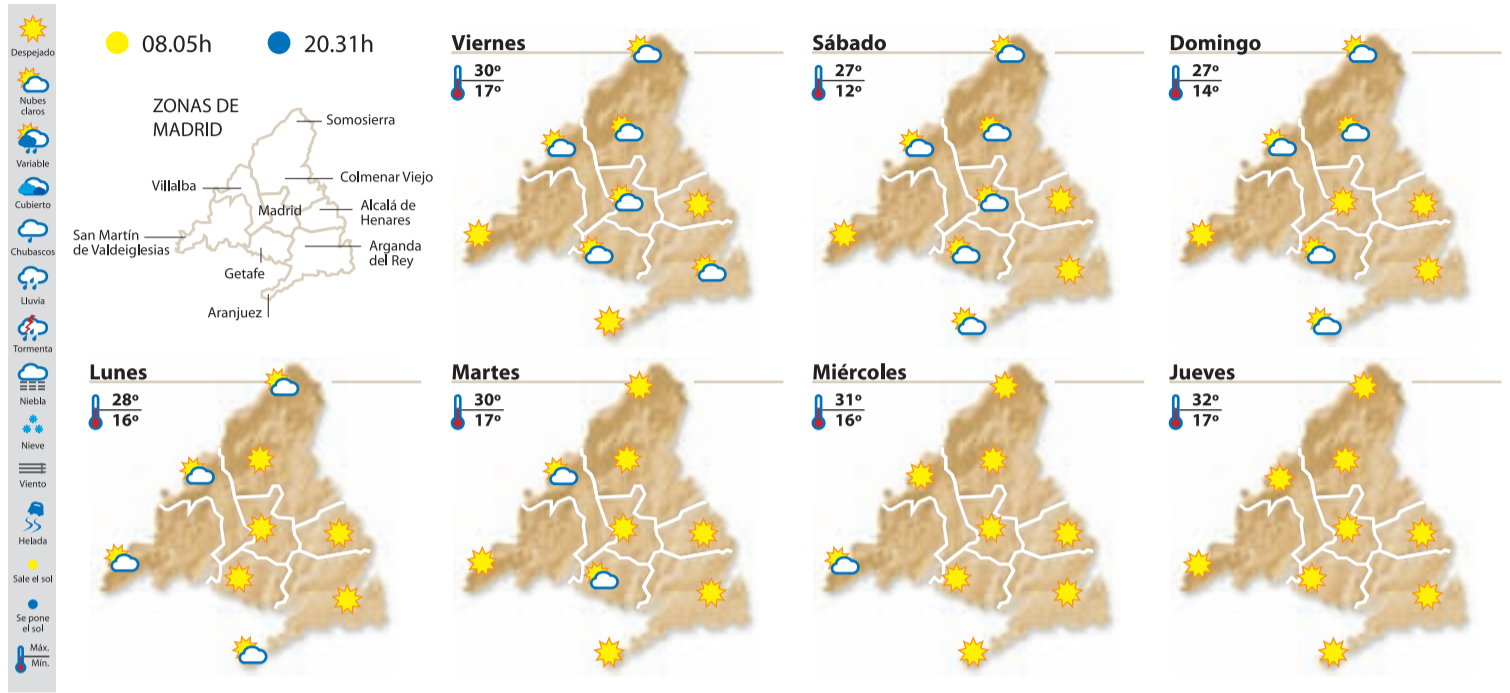 Despejado
Nubes
claros
Variable
Cubierto
Chubascos
Lluvia
Tormenta
Niebla
Nieve
Viento
Helada
Sale el sol
Se pone
el sol
Máx.
Mín.
08.05h
20.31h
ZONAS DE
MADRID
Somosierra
Colmenar Viejo
Villalba
Madrid
Alcalá de
Henares
San Martín
de Valdeiglesias
Arganda
del Rey
Getafe
Aranjuez
Viernes
30º
17º
Sábado
27º
12º
Domingo
27º
14º
Lunes
28º
16º
Martes
30º
17º
Miércoles
31º
16º
Jueves
32º
17º